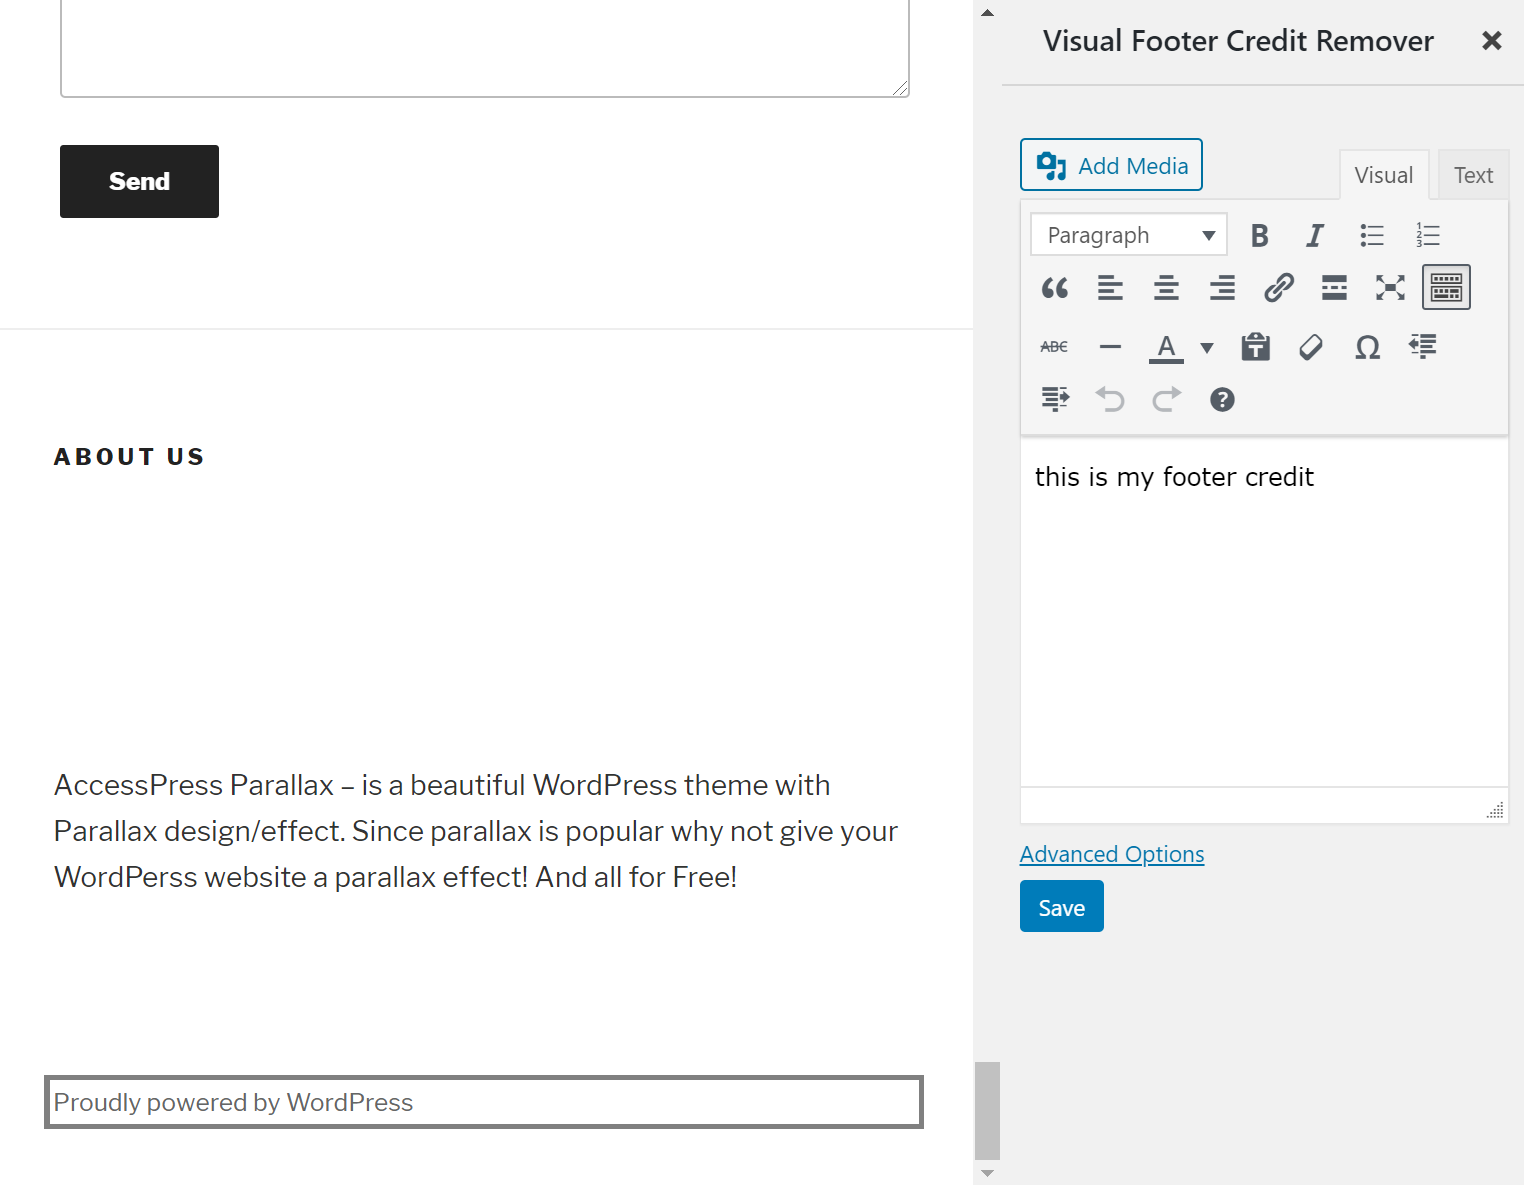 Send
ABOUT US
AccessPress Parallax – is a beautiful WordPress theme with
Parallax design/effect. Since parallax is popular why not give your
WordPerss website a parallax effect! And all for Free!
Proudly powered by WordPress
Visual Footer Credit Remover
Add Media
Visual
Text
Paragraph
B
I
ABC
A
this is my footer credit
Advanced Options
Save